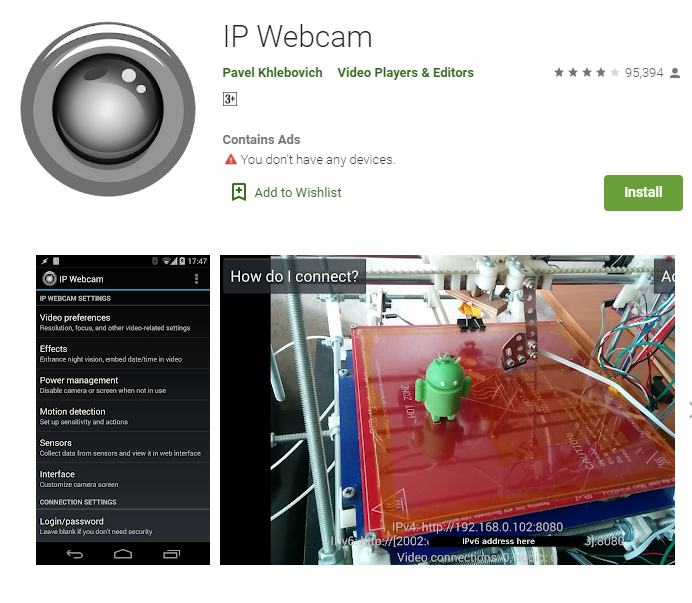 IP Webcam
Pavel Khlebovich Video Players & Editors 95,394
3+
Contains Ads
You don't have any devices.
Add to Wishlist
Install
17:47
IP Webcam
IP WEBCAM SETTINGS
Video preferences
Resolution, focus, and other video-related settings
Effects
Enhance night vision, embed date/time in video
Power management
Disable camera or screen when not in use
Motion detection
Set up sensitivity and actions
Sensors
Collect data from sensors and view it in web interface
Interface
Customize camera screen
CONNECTION SETTINGS
Login/password
Leave blank if you don't need security
How do I connect?
Ac
HOT ZONE
CAUTION
IPv4: http://192.168.0.102:8080
IPv6: http://[2002: IPv6 address here ]:8080
Video connections: 0,